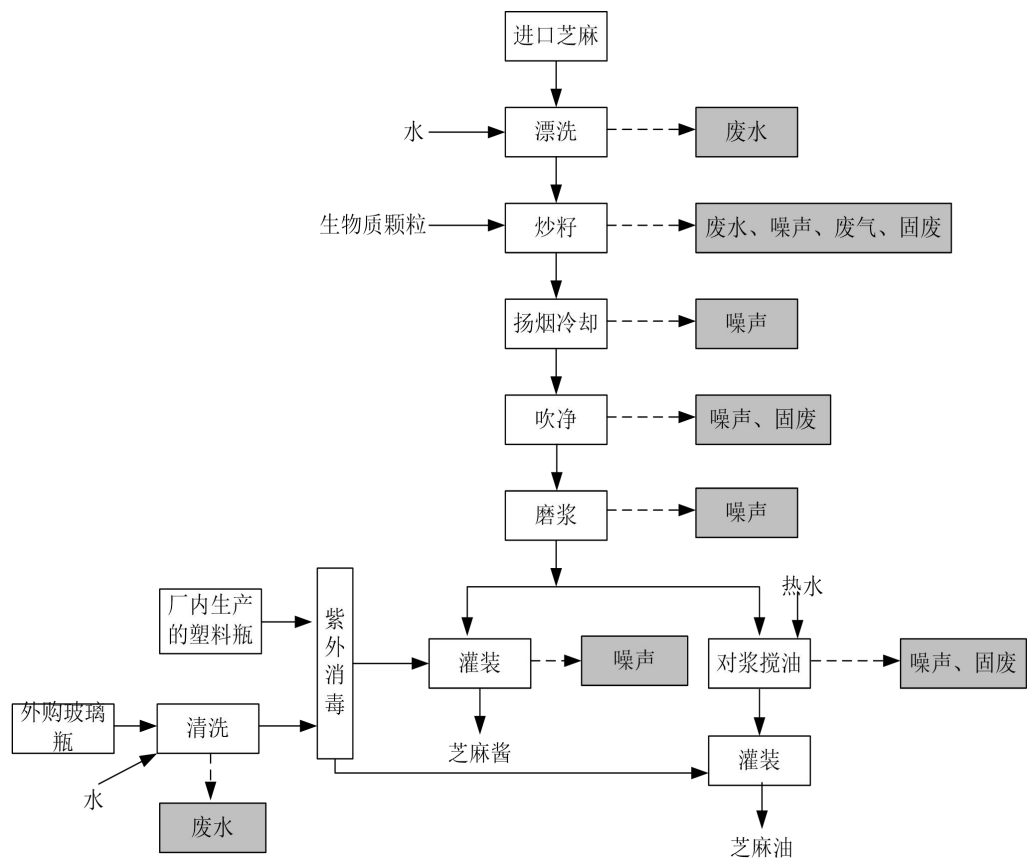 进口芝麻
水
漂洗
废水
生物质颗粒
炒籽
废水、噪声、废气、固废
扬烟冷却
噪声
吹净
噪声、固废
磨浆
噪声
热水
厂内生产
的塑料瓶
紫外消毒
灌装
噪声
对浆搅油
噪声、固废
外购玻璃
瓶
清洗
芝麻酱
灌装
水
废水
芝麻油